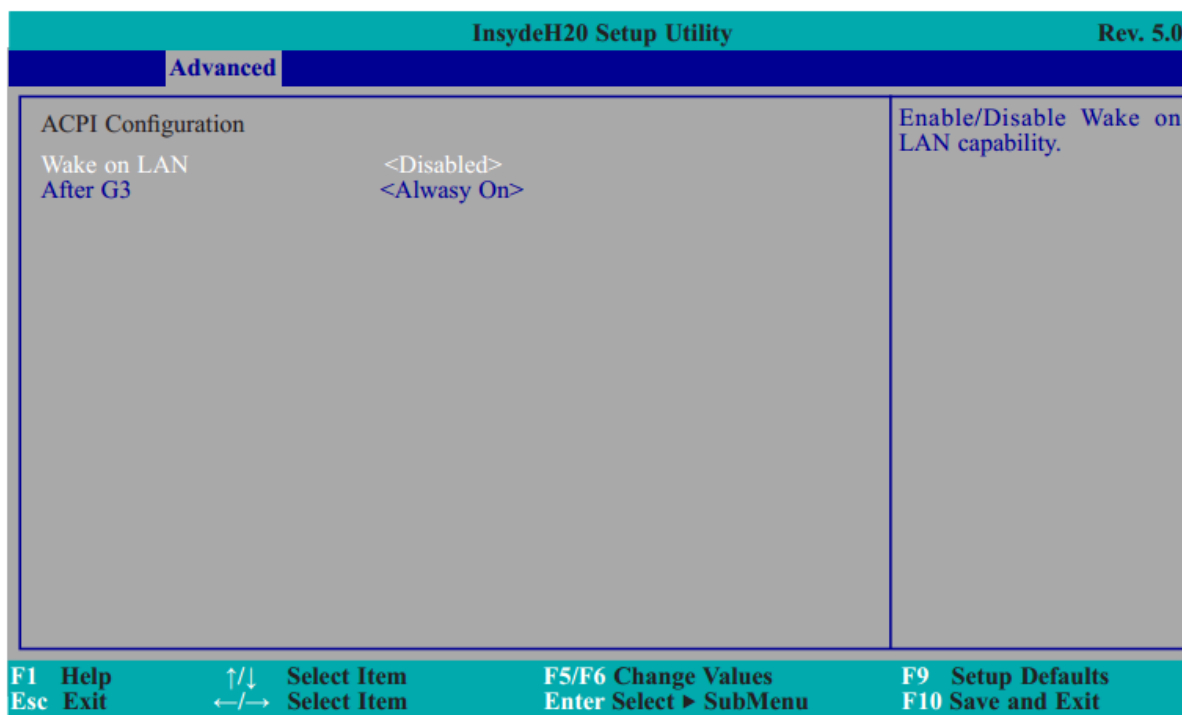 InsydeH20 Setup Utility Rev. 5.0
Advanced
ACPI Configuration
Wake on LAN <Disabled>
After G3 <Alwasy On>
Enable/Disable Wake on
LAN capability.
F1 Help ↑/↓ Select Item F5/F6 Change Values F9 Setup Defaults
Esc Exit ←/→ Select Item Enter Select ▶ SubMenu F10 Save and Exit